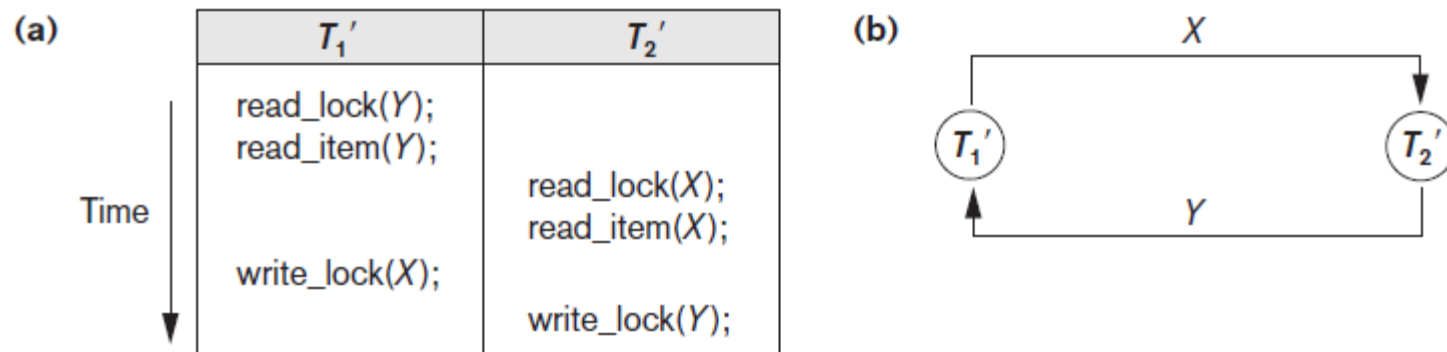 (a)
T₁′ T₂′
read_lock(Y);
read_item(Y);
read_lock(X);
Time
read_item(X);
write_lock(X);
write_lock(Y);
(b)
X
T₁′ T₂′
Y